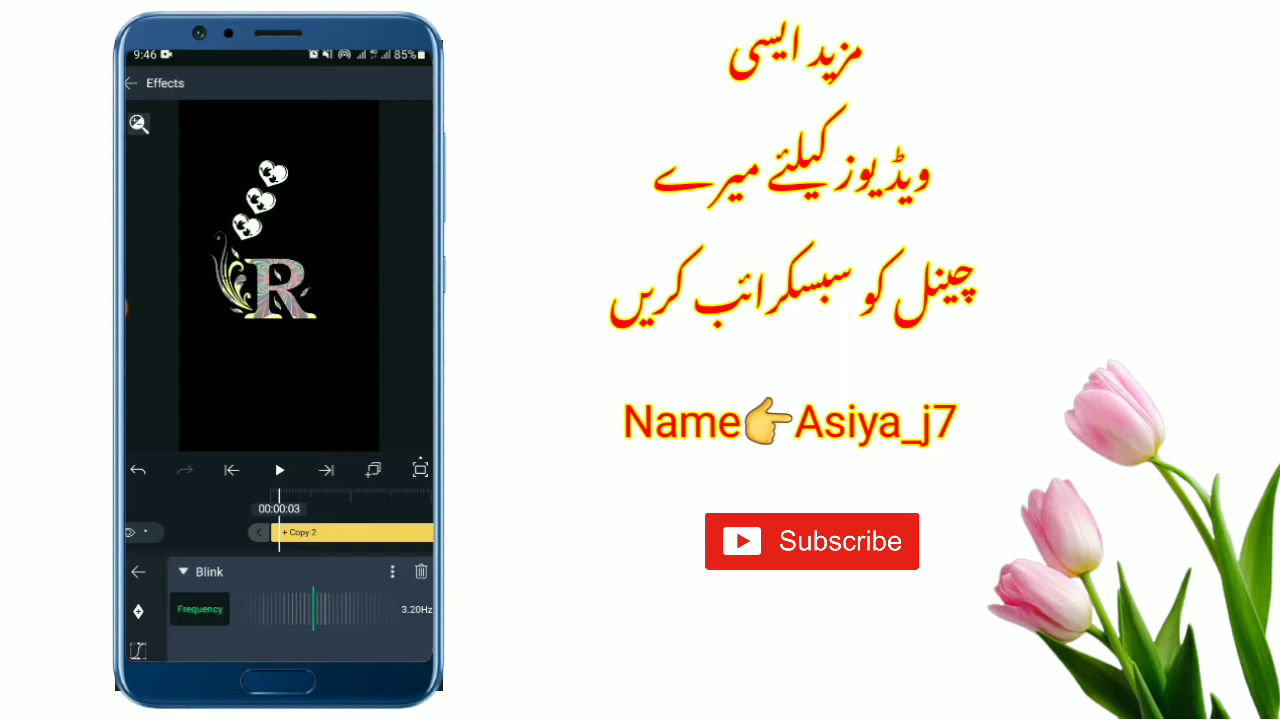 9:46
85%
Effects
R
00:00:03
+ Copy 2
Blink
Frequency
3.20Hz
مزید ایسی
ویڈیوز کیلئے میرے
چینل کو سبسکرائب کریں
Name👉Asiya_j7
Subscribe